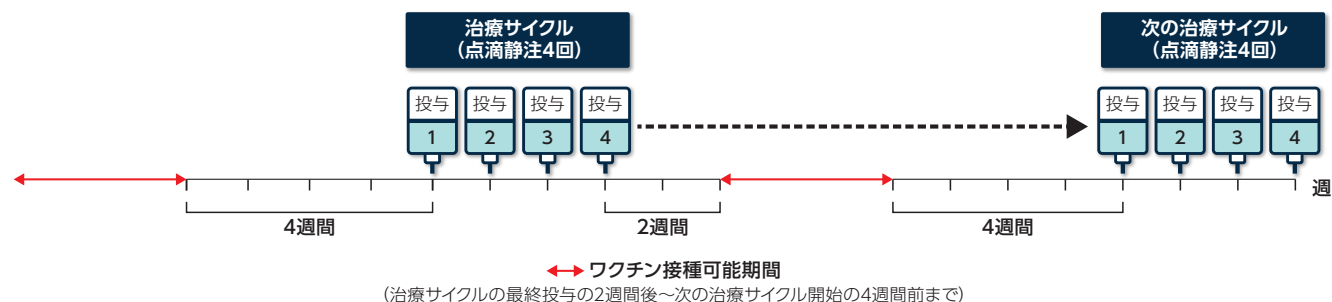 治療サイクル
(点滴静注4回)
次の治療サイクル
(点滴静注4回)
投与 投与 投与 投与 投与 投与 投与 投与
1 2 3 4 1 2 3 4
週
4週間 2週間 4週間
ワクチン接種可能期間
(治療サイクルの最終投与の2週間後～次の治療サイクル開始の4週間前まで)